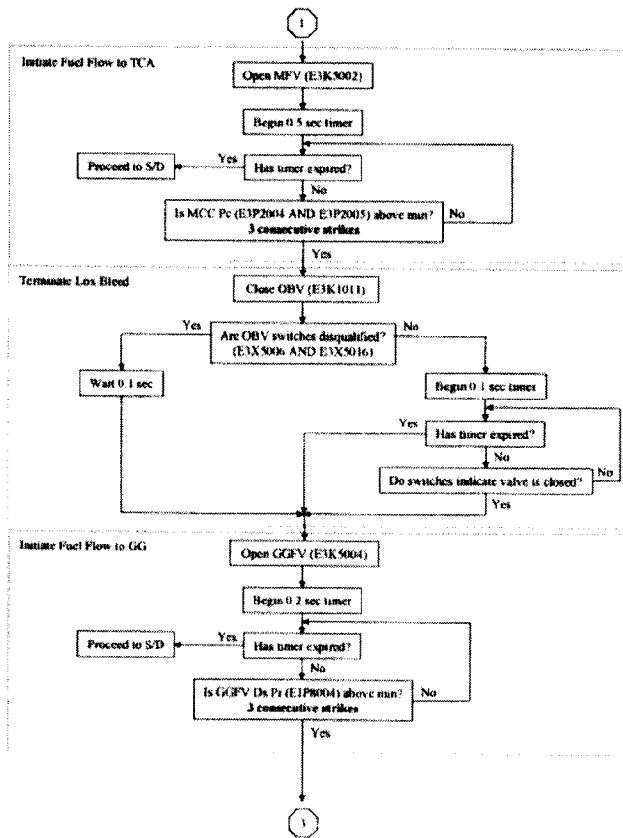 1
Initiate Fuel Flow to TCA
Open MFV (E3K5002)
Begin 0.5 sec timer
Proceed to S/D
Yes
Has timer expired?
No
Is MCC Pc (E3P2004 AND E3P2005) above min?
3 consecutive strikes
No
Yes
Terminate Lox Bleed
Close OBV (E3K1011)
Yes
Are OBV switches disqualified?
(E3X5006 AND E3X5016)
No
Wait 0.1 sec
Begin 0.1 sec timer
Yes
Has timer expired?
No
Do switches indicate valve is closed?
No
Yes
Initiate Fuel Flow to GG
Open GGFV (E3K5004)
Begin 0.2 sec timer
Proceed to S/D
Yes
Has timer expired?
No
Is GGFV Ds Pr (E1P8004) above min?
3 consecutive strikes
No
Yes
3